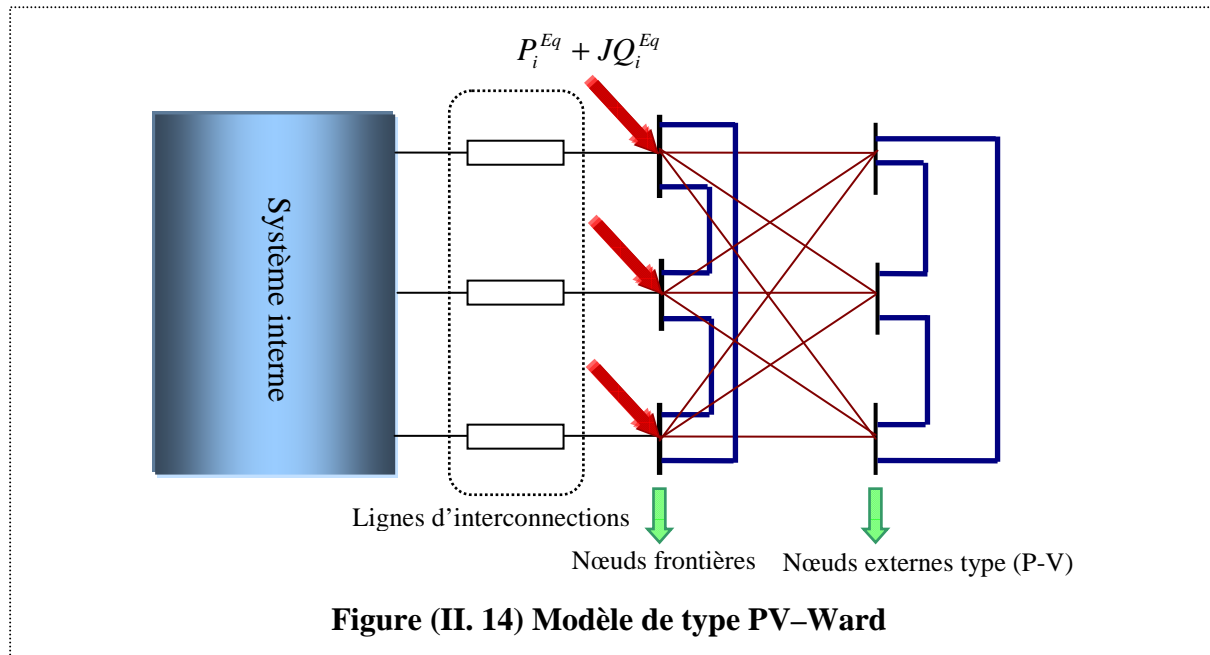 P_i^{Eq} + JQ_i^{Eq}
Système interne
Lignes d'interconnections
Nœuds frontières
Nœuds externes type (P-V)
Figure (II. 14) Modèle de type PV–Ward